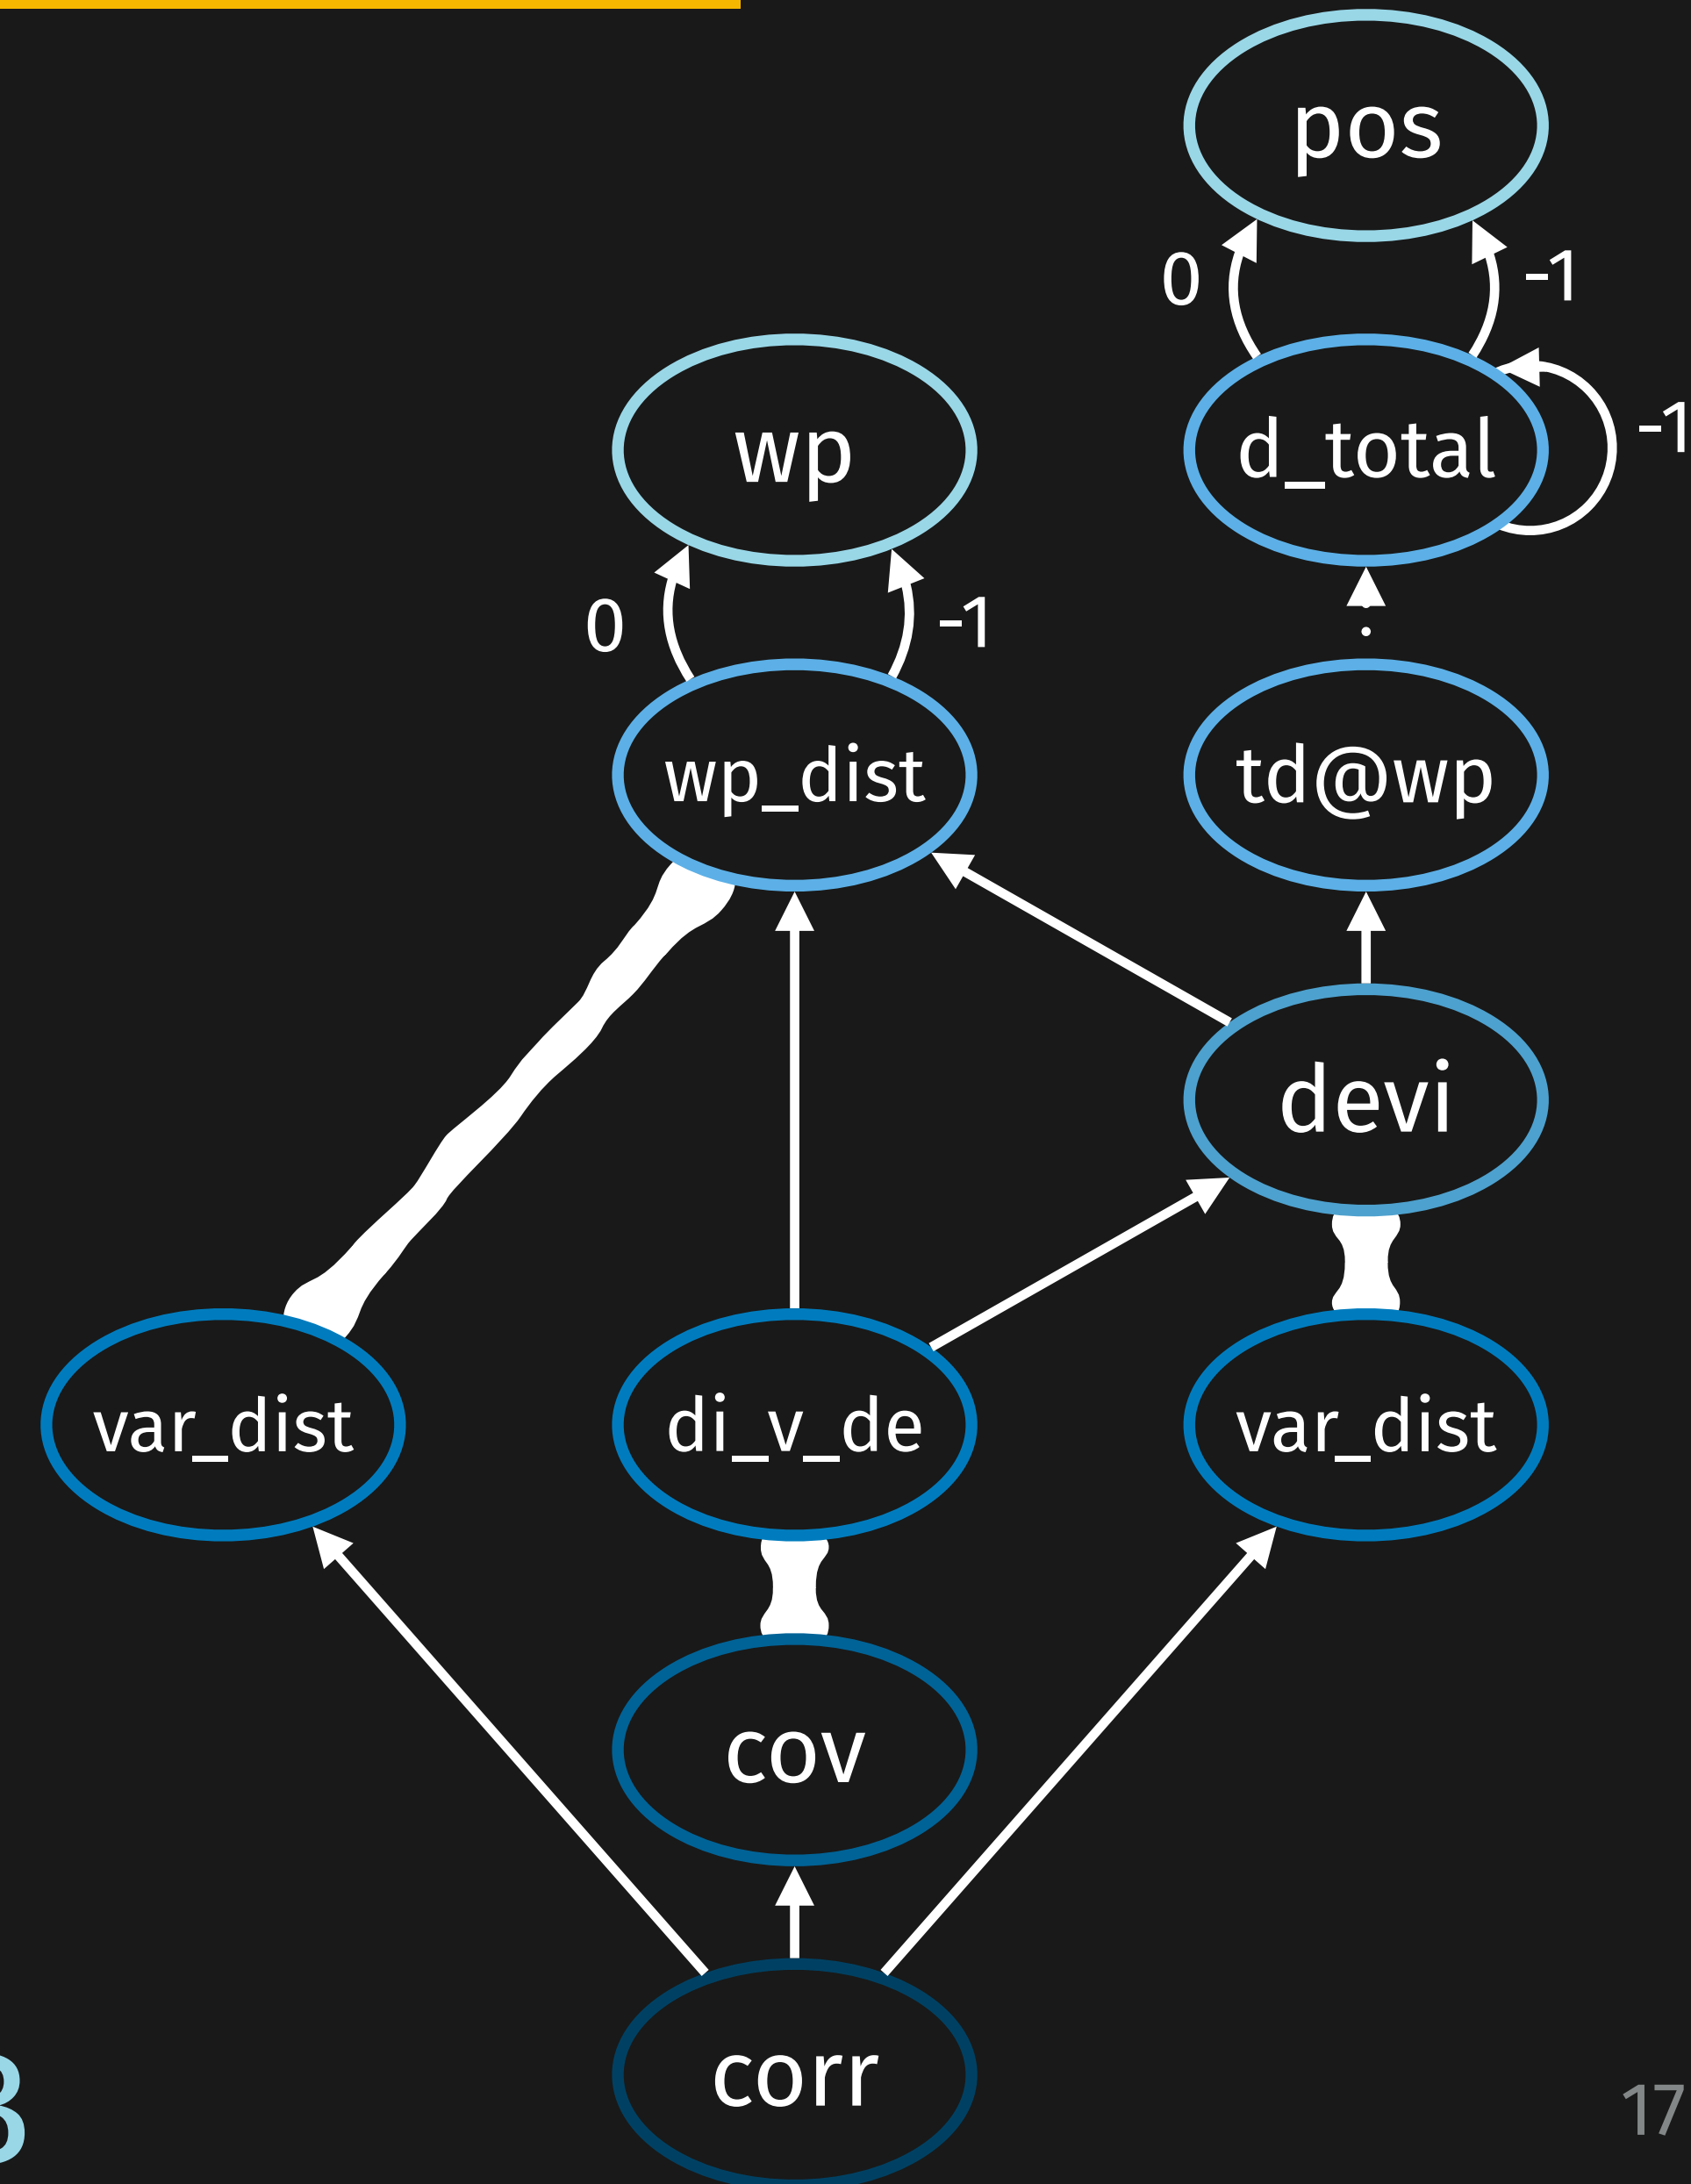 pos
0
-1
wp
d_total
-1
0
-1
wp_dist
td@wp
devi
var_dist
di_v_de
var_dist
cov
corr
17